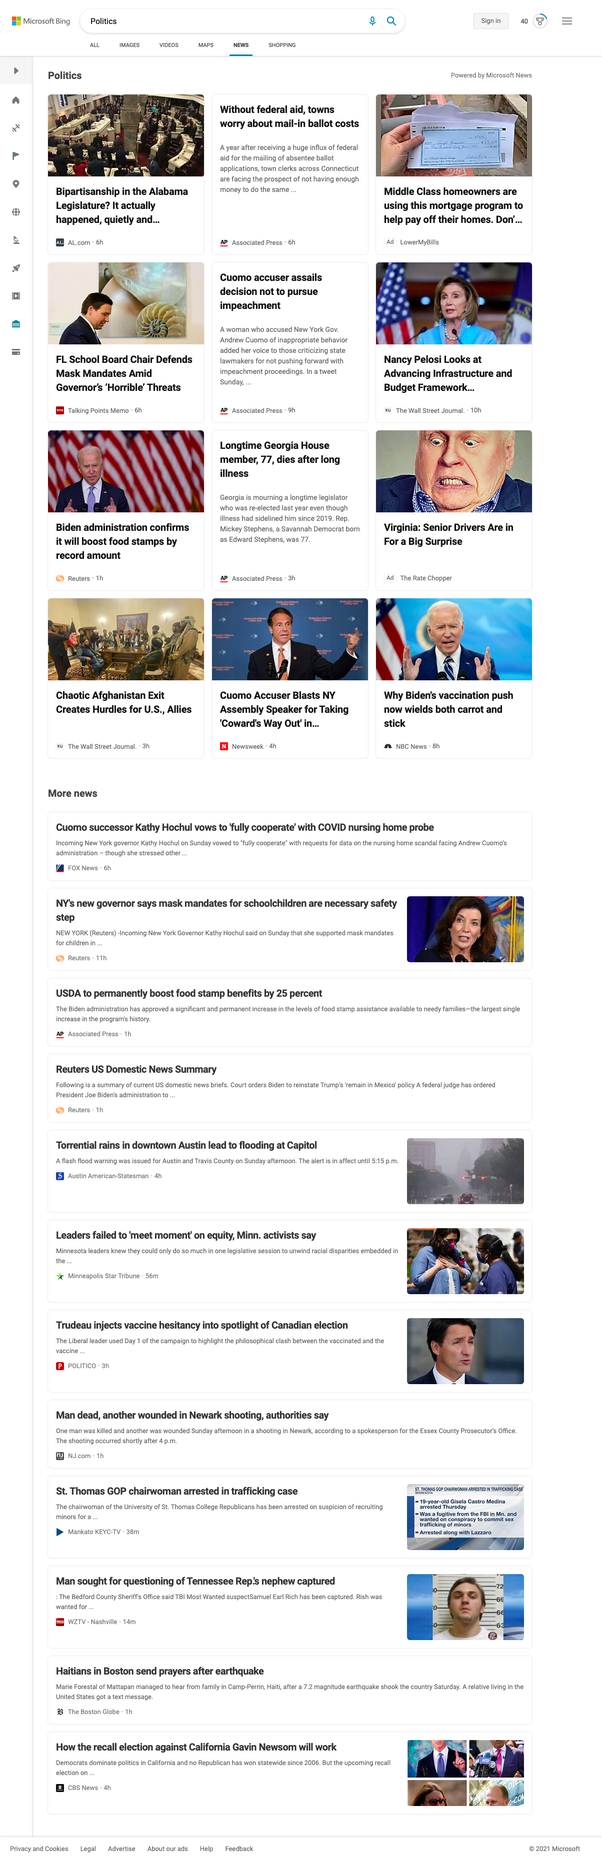 Microsoft Bing
Politics
Sign in
40
ALL
IMAGES
VIDEOS
MAPS
NEWS
SHOPPING
Politics
Powered by Microsoft News
Bipartisanship in the Alabama
Legislature? It actually
happened, quietly and...
AL.com · 6h
Without federal aid, towns
worry about mail-in ballot costs
A year after receiving a huge influx of federal
aid for the mailing of absentee ballot
applications, town clerks across Connecticut
are facing the prospect of not having enough
money to do the same ...
AP Associated Press · 6h
Middle Class homeowners are
using this mortgage program to
help pay off their homes. Don'...
Ad LowerMyBills
FL School Board Chair Defends
Mask Mandates Amid
Governor's 'Horrible' Threats
Talking Points Memo · 6h
Cuomo accuser assails
decision not to pursue
impeachment
A woman who accused New York Gov.
Andrew Cuomo of inappropriate behavior
added her voice to those criticizing state
lawmakers for not pushing forward with
impeachment proceedings. In a tweet
Sunday, ...
AP Associated Press · 9h
Nancy Pelosi Looks at
Advancing Infrastructure and
Budget Framework...
The Wall Street Journal. · 10h
Biden administration confirms
it will boost food stamps by
record amount
Reuters · 1h
Longtime Georgia House
member, 77, dies after long
illness
Georgia is mourning a longtime legislator
who was re-elected last year even though
illness had sidelined him since 2019. Rep.
Mickey Stephens, a Savannah Democrat born
as Edward Stephens, was 77.
AP Associated Press · 3h
Virginia: Senior Drivers Are in
For a Big Surprise
Ad The Rate Chopper
Chaotic Afghanistan Exit
Creates Hurdles for U.S., Allies
The Wall Street Journal. · 3h
Cuomo Accuser Blasts NY
Assembly Speaker for Taking
'Coward's Way Out' in...
N Newsweek · 4h
Why Biden's vaccination push
now wields both carrot and
stick
NBC News · 8h
More news
Cuomo successor Kathy Hochul vows to 'fully cooperate' with COVID nursing home probe
Incoming New York governor Kathy Hochul on Sunday vowed to "fully cooperate" with requests for data on the nursing home scandal facing Andrew Cuomo's
administration – though she stressed other ...
FOX News · 6h
NY's new governor says mask mandates for schoolchildren are necessary safety
step
NEW YORK (Reuters) -Incoming New York Governor Kathy Hochul said on Sunday that she supported mask mandates
for children in ...
Reuters · 11h
USDA to permanently boost food stamp benefits by 25 percent
The Biden administration has approved a significant and permanent increase in the levels of food stamp assistance available to needy families—the largest single
increase in the program's history.
AP Associated Press · 1h
Reuters US Domestic News Summary
Following is a summary of current US domestic news briefs. Court orders Biden to reinstate Trump's 'remain in Mexico' policy A federal judge has ordered
President Joe Biden's administration to ...
Reuters · 1h
Torrential rains in downtown Austin lead to flooding at Capitol
A flash flood warning was issued for Austin and Travis County on Sunday afternoon. The alert is in affect until 5:15 p.m.
S Austin American-Statesman · 4h
Leaders failed to 'meet moment' on equity, Minn. activists say
Minnesota leaders knew they could only do so much in one legislative session to unwind racial disparities embedded in
the ...
Minneapolis Star Tribune · 56m
Trudeau injects vaccine hesitancy into spotlight of Canadian election
The Liberal leader used Day 1 of the campaign to highlight the philosophical clash between the vaccinated and the
vaccine ...
P POLITICO · 3h
Man dead, another wounded in Newark shooting, authorities say
One man was killed and another was wounded Sunday afternoon in a shooting in Newark, according to a spokesperson for the Essex County Prosecutor's Office.
The shooting occurred shortly after 4 p.m.
NJ.com · 1h
St. Thomas GOP chairwoman arrested in trafficking case
The chairwoman of the University of St. Thomas College Republicans has been arrested on suspicion of recruiting
minors for a ...
Mankato KEYC-TV · 38m
ST. THOMAS GOP CHAIRWOMAN ARRESTED IN TRAFFICKING CASE
19-year-old Gisela Castro Medina
arrested Thursday
Was a fugitive from the FBI in Mn. and
wanted on conspiracy to commit sex
trafficking of minors
Arrested along with Lazzaro
Man sought for questioning of Tennessee Rep.'s nephew captured
: The Bedford County Sheriff's Office said TBI Most Wanted suspectSamuel Earl Rich has been captured. Rish was
wanted for ...
WZTV - Nashville · 14m
Haitians in Boston send prayers after earthquake
Marie Forestal of Mattapan managed to hear from family in Camp-Perrin, Haiti, after a 7.2 magnitude earthquake shook the country Saturday. A relative living in the
United States got a text message.
B The Boston Globe · 1h
How the recall election against California Gavin Newsom will work
Democrats dominate politics in California and no Republican has won statewide since 2006. But the upcoming recall
election on ...
CBS News · 4h
Privacy and Cookies
Legal
Advertise
About our ads
Help
Feedback
© 2021 Microsoft